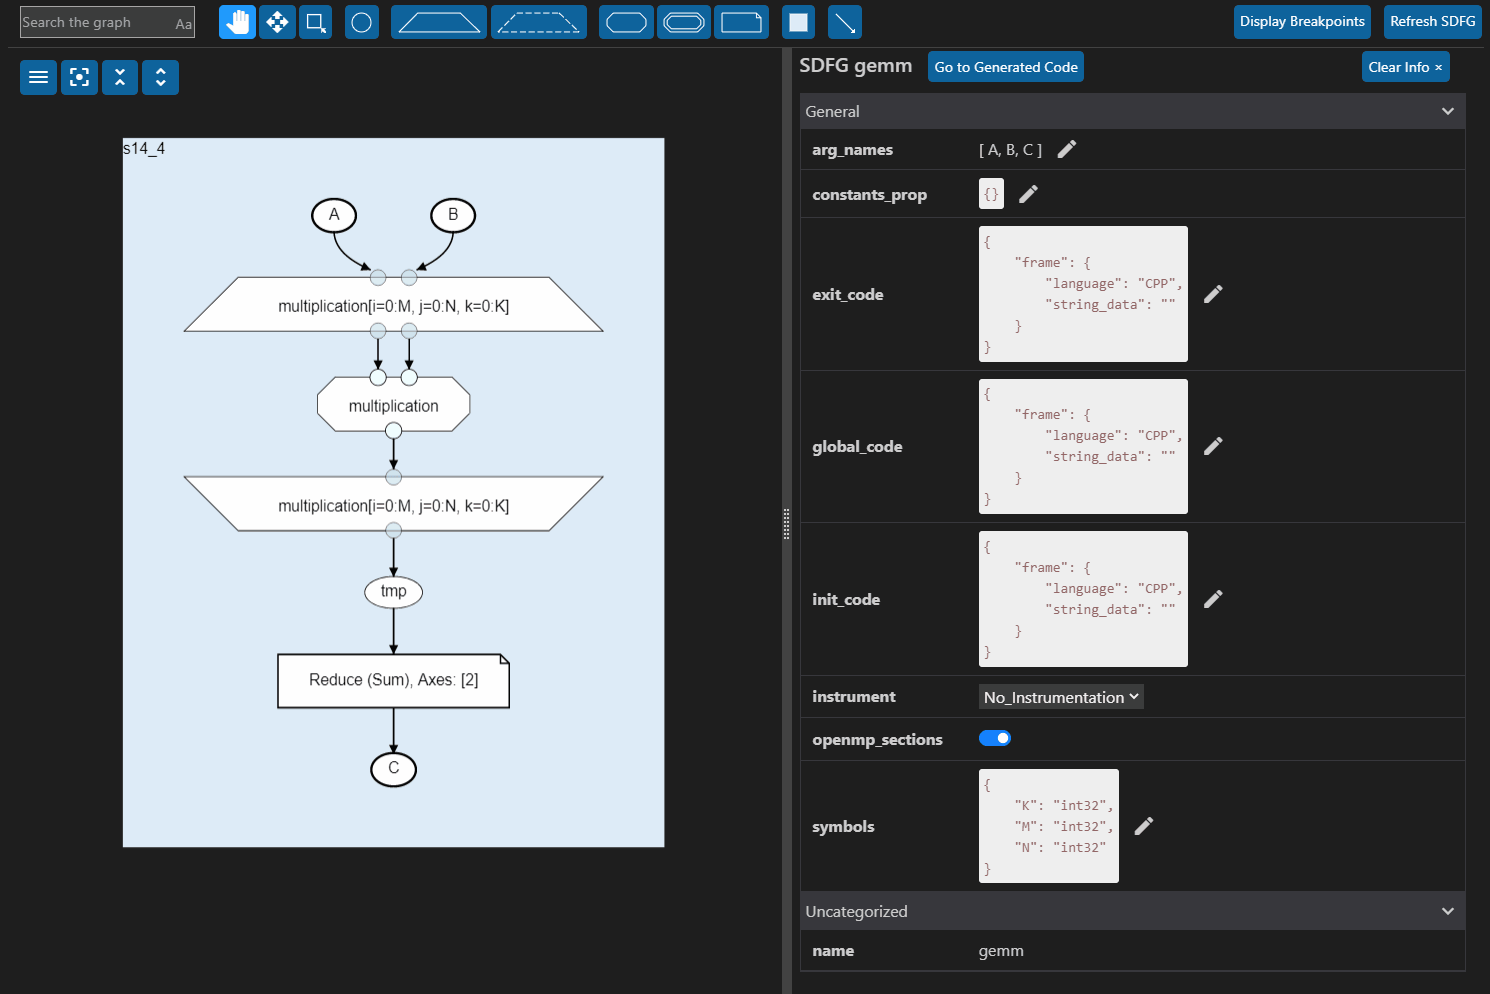 Search the graph Aa
Display Breakpoints Refresh SDFG
SDFG gemm Go to Generated Code Clear Info ×
s14_4
A B
multiplication[i=0:M, j=0:N, k=0:K]
multiplication
multiplication[i=0:M, j=0:N, k=0:K]
tmp
Reduce (Sum), Axes: [2]
C
General
arg_names [ A, B, C ]
constants_prop {}
exit_code
{
"frame": {
"language": "CPP",
"string_data": ""
}
}
global_code
{
"frame": {
"language": "CPP",
"string_data": ""
}
}
init_code
{
"frame": {
"language": "CPP",
"string_data": ""
}
}
instrument No_Instrumentation
openmp_sections
symbols
{
"K": "int32",
"M": "int32",
"N": "int32"
}
Uncategorized
name gemm